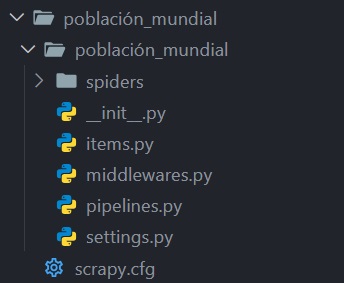 población_mundial
población_mundial
spiders
__init__.py
items.py
middlewares.py
pipelines.py
settings.py
scrapy.cfg